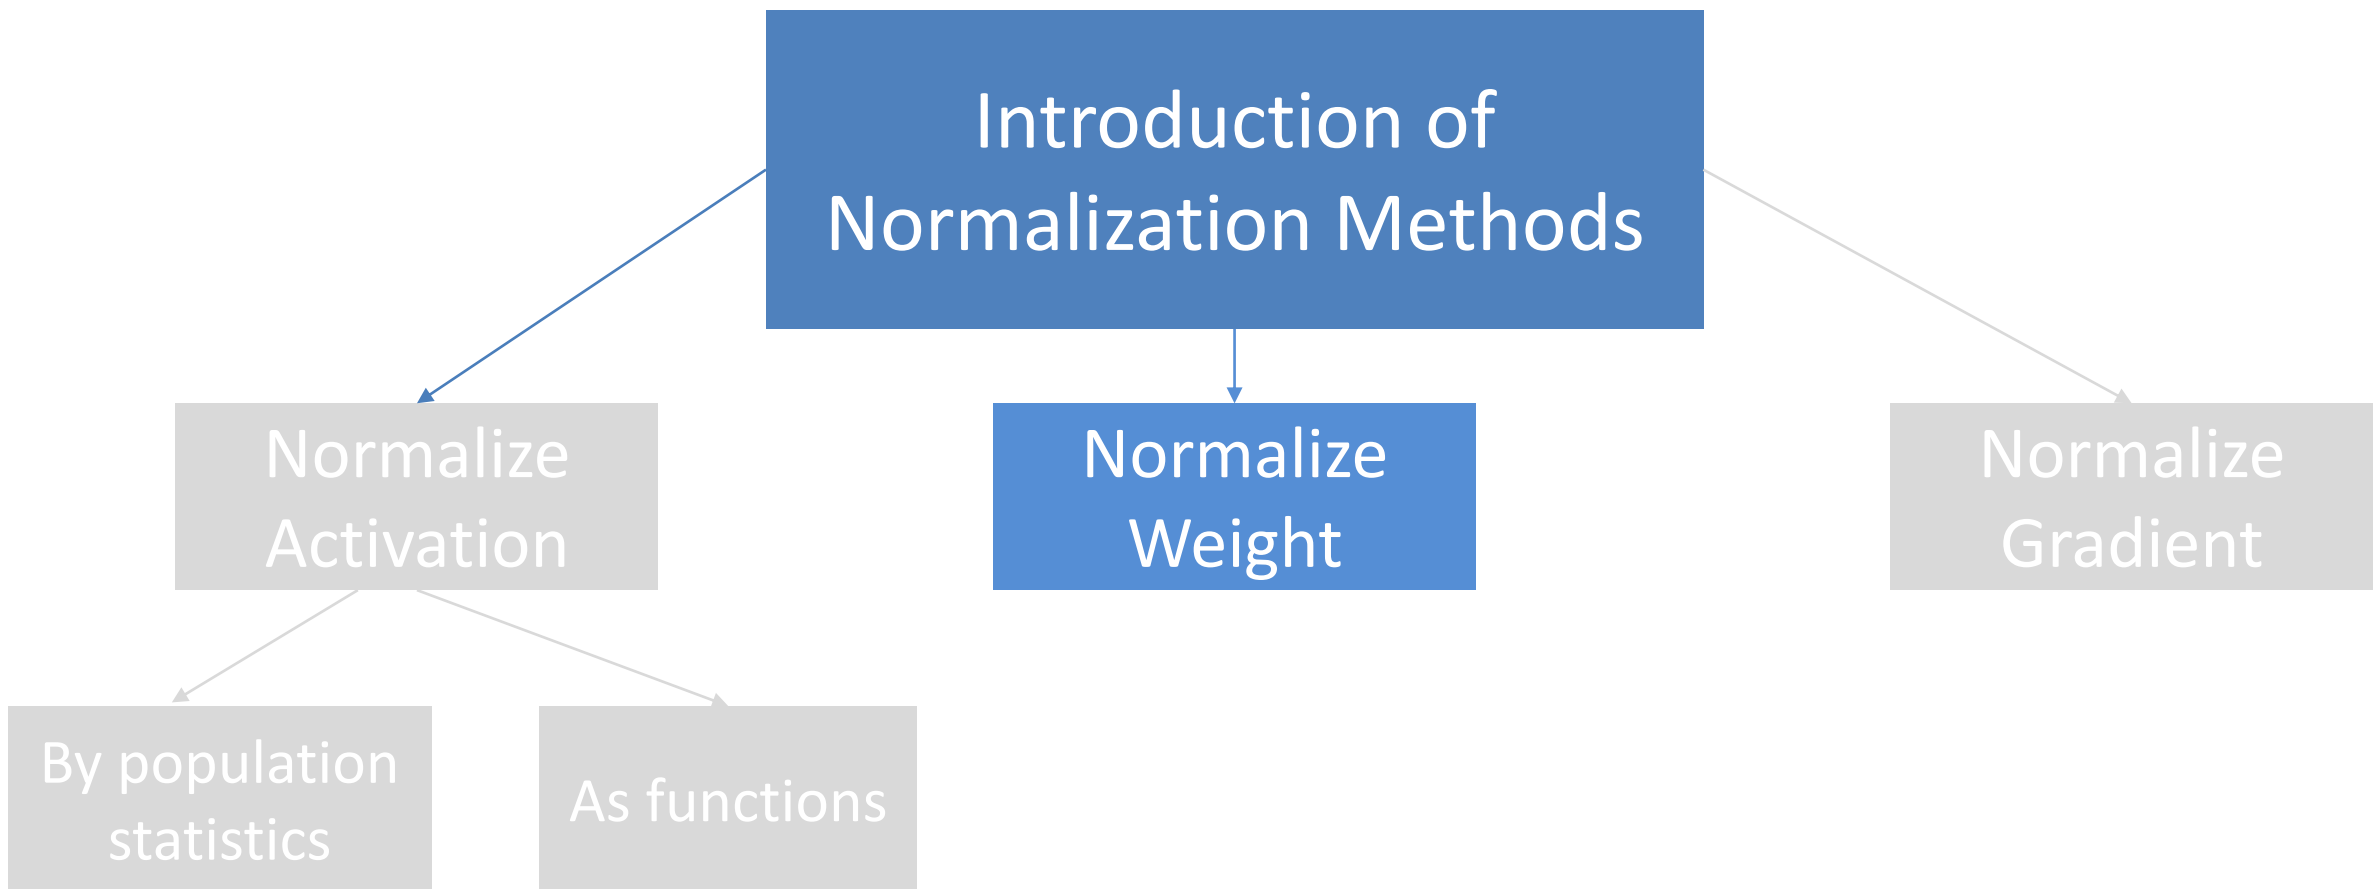 Introduction of
Normalization Methods
Normalize
Activation
Normalize
Weight
Normalize
Gradient
By population
statistics
As functions